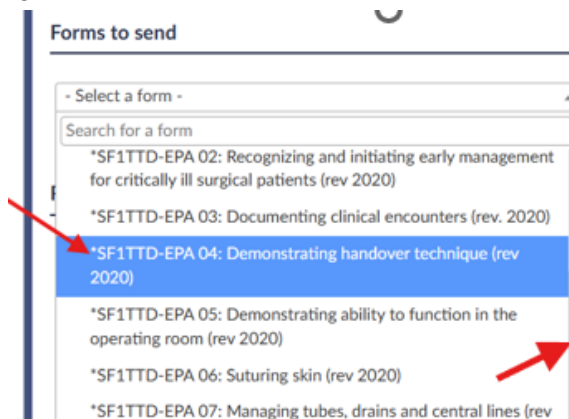 Forms to send
- Select a form -
Search for a form
*SF1TTD-EPA 02: Recognizing and initiating early management
for critically ill surgical patients (rev 2020)
*SF1TTD-EPA 03: Documenting clinical encounters (rev. 2020)
*SF1TTD-EPA 04: Demonstrating handover technique (rev
2020)
*SF1TTD-EPA 05: Demonstrating ability to function in the
operating room (rev 2020)
*SF1TTD-EPA 06: Suturing skin (rev 2020)
*SF1TTD-EPA 07: Managing tubes, drains and central lines (rev